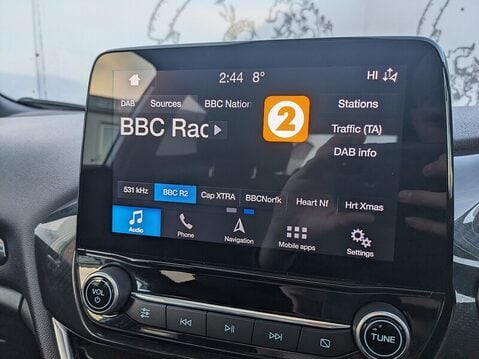 2:44 8° HI
DAB Sources BBC Nation Stations
BBC Rad 2
Traffic (TA)
DAB info
531 kHz BBC R2 Cap XTRA BBCNorfk Heart Nf Hrt Xmas
Audio Phone Navigation Mobile apps Settings
VOL TUNE